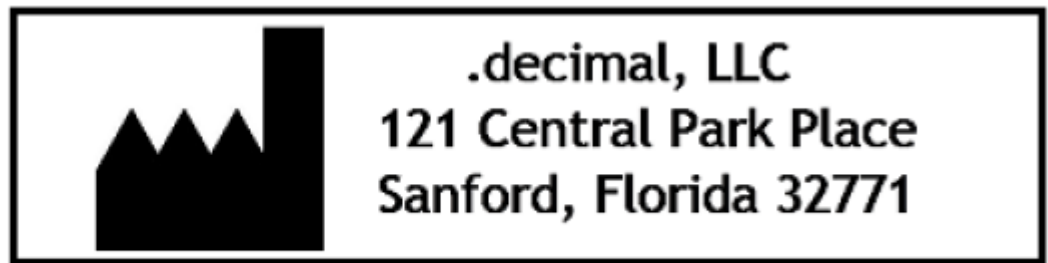 .decimal, LLC
121 Central Park Place
Sanford, Florida 32771